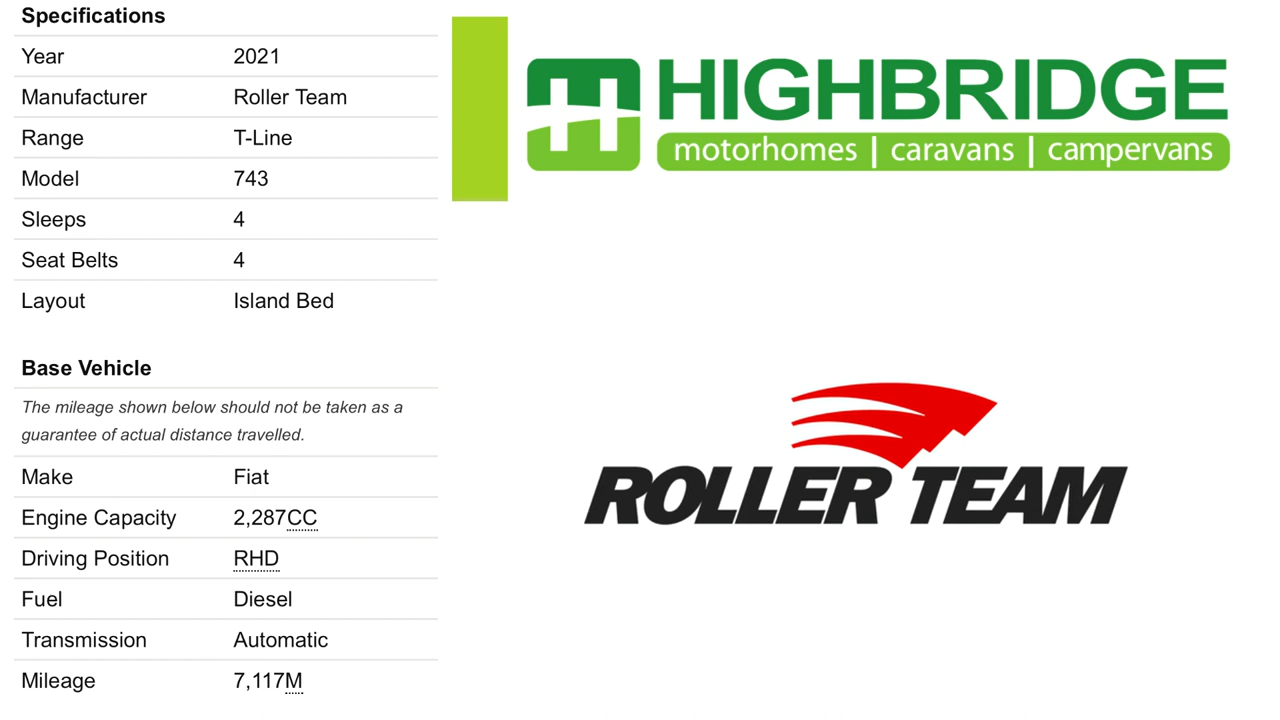 Specifications
Year 2021
Manufacturer Roller Team
Range T-Line
Model 743
Sleeps 4
Seat Belts 4
Layout Island Bed
Base Vehicle
The mileage shown below should not be taken as a
guarantee of actual distance travelled.
Make Fiat
Engine Capacity 2,287CC
Driving Position RHD
Fuel Diesel
Transmission Automatic
Mileage 7,117M
H HIGHBRIDGE
motorhomes | caravans | campervans
ROLLER TEAM